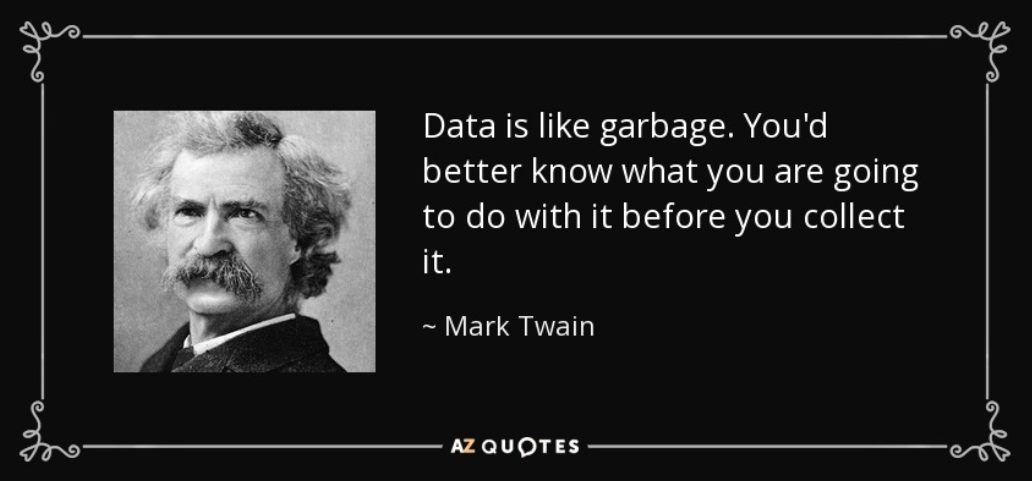 Data is like garbage. You'd
better know what you are going
to do with it before you collect
it.
~ Mark Twain
AZ QUOTES